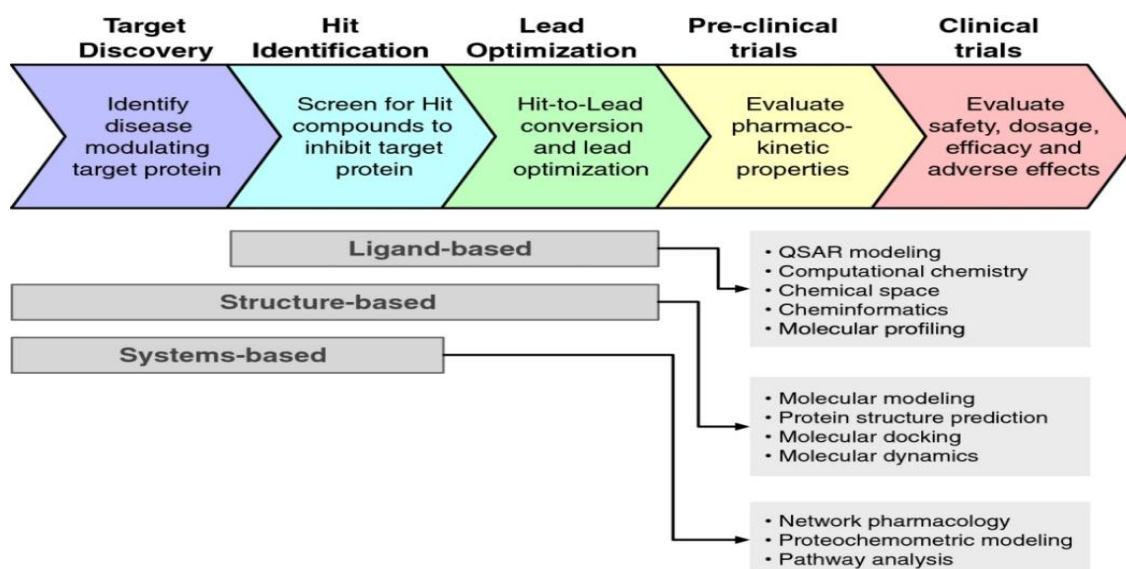 Target
Discovery
Hit
Identification
Lead
Optimization
Pre-clinical
trials
Clinical
trials
Identify
disease
modulating
target protein
Screen for Hit
compounds to
inhibit target
protein
Hit-to-Lead
conversion
and lead
optimization
Evaluate
pharmaco-
kinetic
properties
Evaluate
safety, dosage,
efficacy and
adverse effects
Ligand-based
Structure-based
Systems-based
• QSAR modeling
• Computational chemistry
• Chemical space
• Cheminformatics
• Molecular profiling
• Molecular modeling
• Protein structure prediction
• Molecular docking
• Molecular dynamics
• Network pharmacology
• Proteochemometric modeling
• Pathway analysis